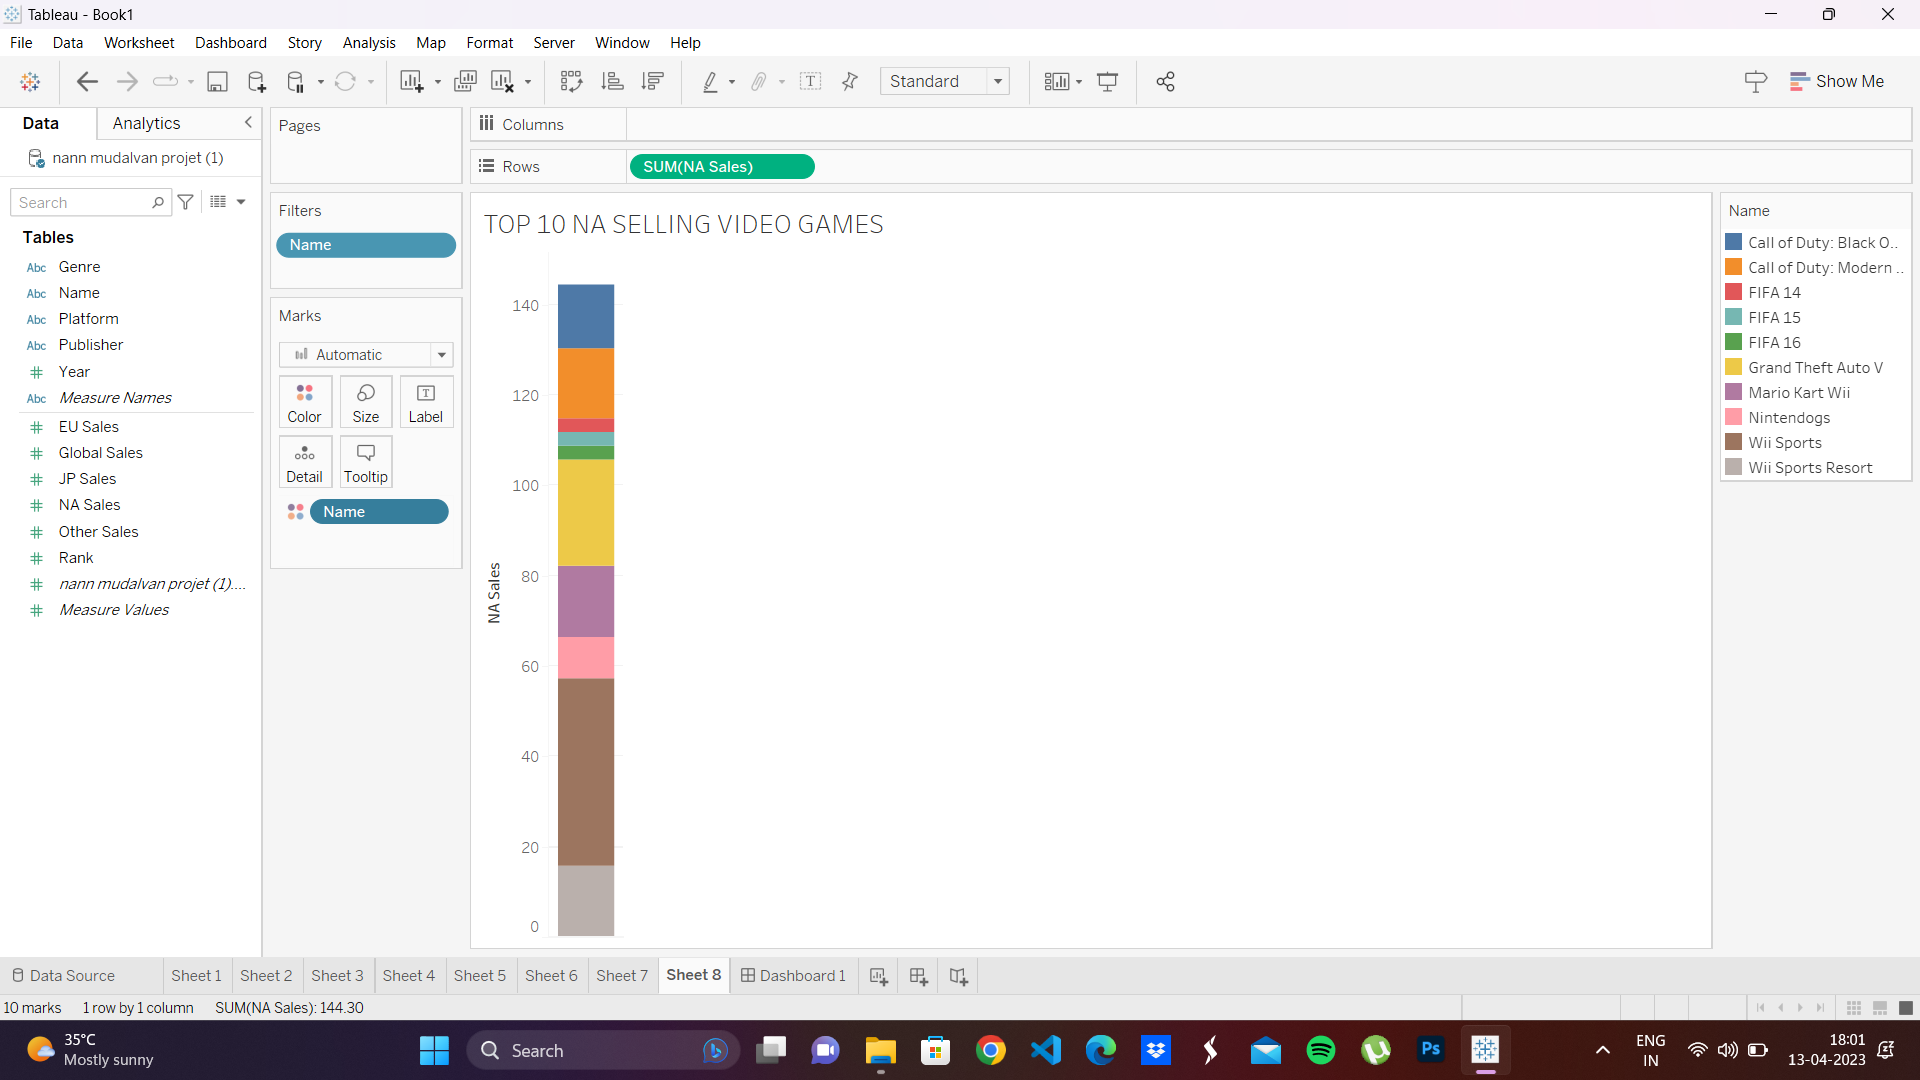 Tableau - Book1
File Data Worksheet Dashboard Story Analysis Map Format Server Window Help
Standard
Show Me
Data Analytics
nann mudalvan projet (1)
Search
Tables
Abc Genre
Abc Name
Abc Platform
Abc Publisher
Year
Abc Measure Names
EU Sales
Global Sales
JP Sales
NA Sales
Other Sales
Rank
nann mudalvan projet (1)....
Measure Values
Pages
Filters
Name
Marks
Automatic
Color Size Label
Detail Tooltip
Name
Columns
Rows SUM(NA Sales)
TOP 10 NA SELLING VIDEO GAMES
NA Sales
140
120
100
80
60
40
20
0
Name
Call of Duty: Black O..
Call of Duty: Modern ..
FIFA 14
FIFA 15
FIFA 16
Grand Theft Auto V
Mario Kart Wii
Nintendogs
Wii Sports
Wii Sports Resort
Data Source Sheet 1 Sheet 2 Sheet 3 Sheet 4 Sheet 5 Sheet 6 Sheet 7 Sheet 8 Dashboard 1
10 marks 1 row by 1 column SUM(NA Sales): 144.30
35°C
Mostly sunny
Search
Ps
ENG
IN
18:01
13-04-2023